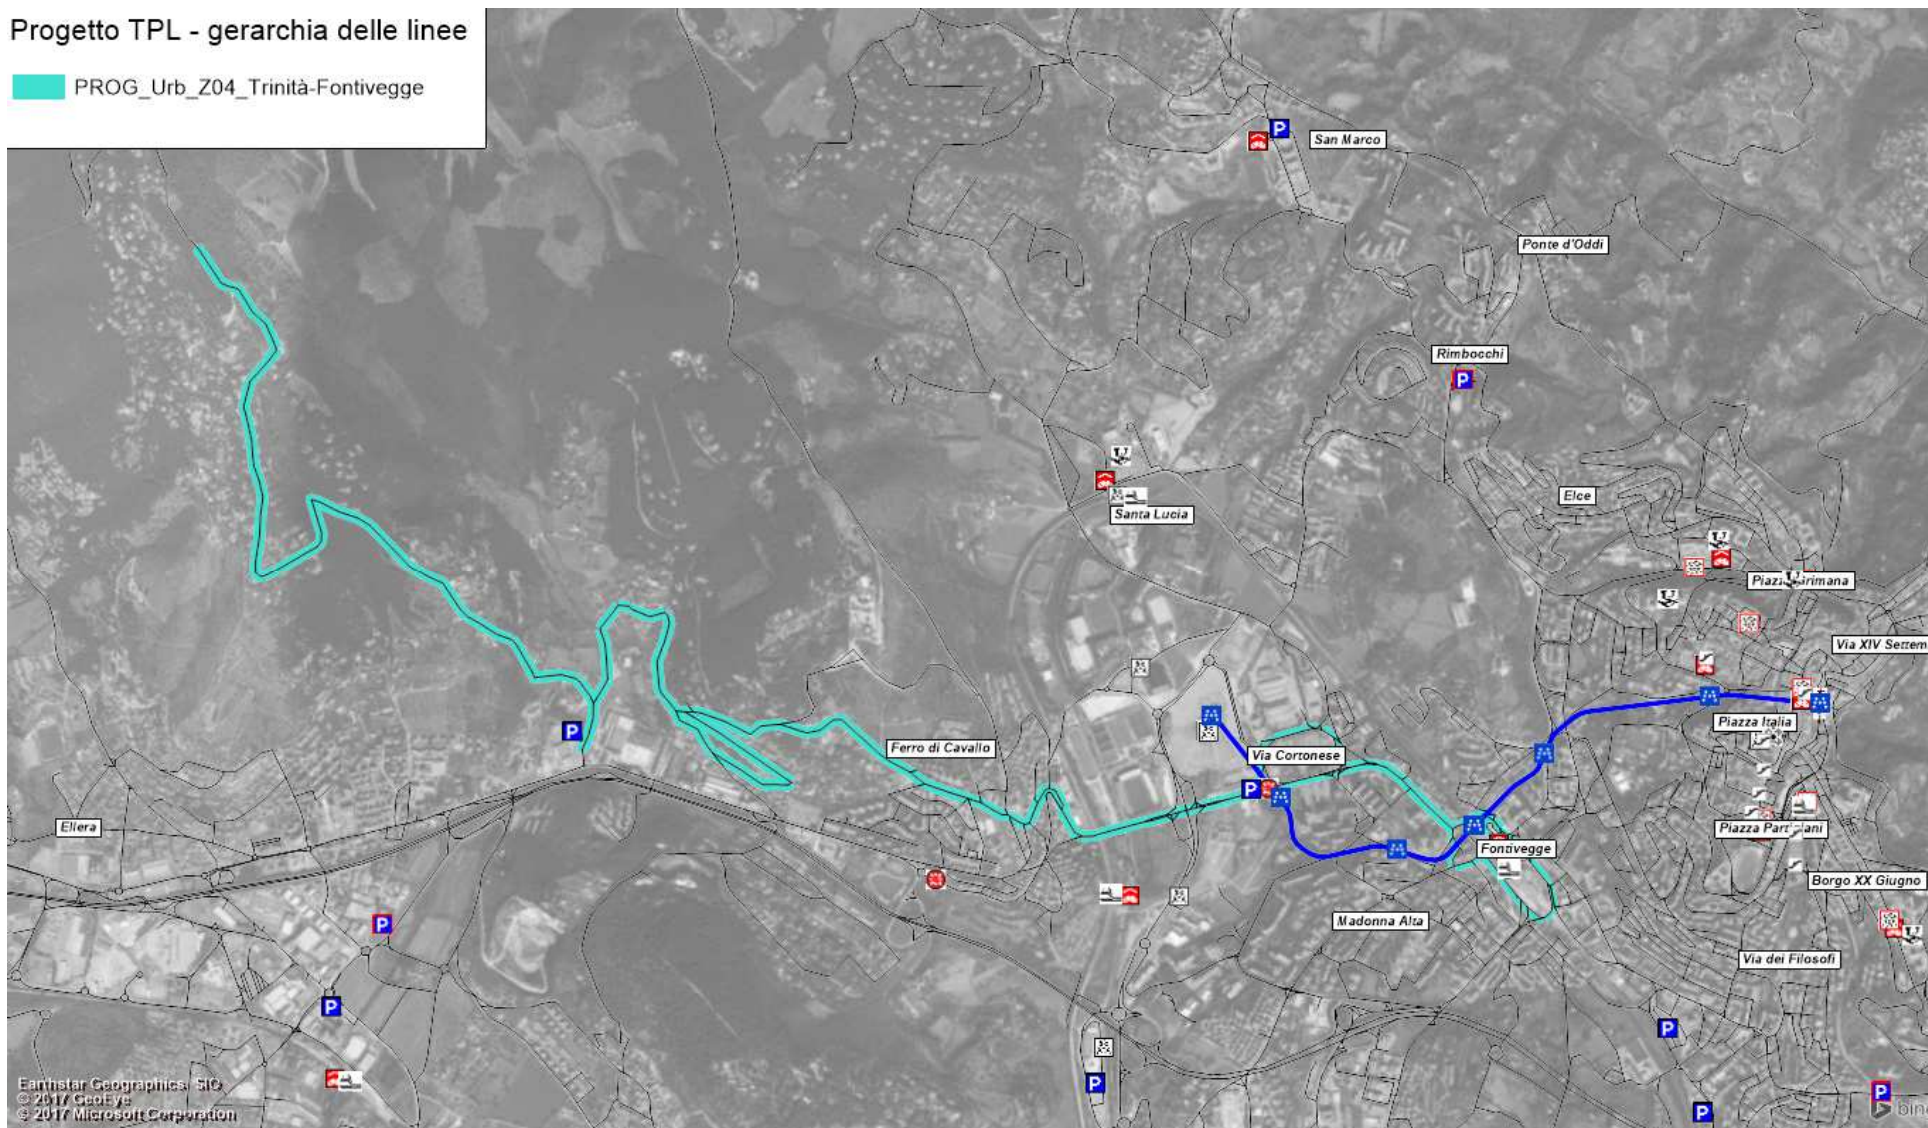 Progetto TPL - gerarchia delle linee
PROG_Urb_Z04_Trinità-Fontivegge
P
San Marco
Ponte d'Oddi
Rimbocchi
P
Santa Lucia
Elce
Via XIV Settem
P
Ferro di Cavallo
Via Cortonese
Piazza Italia
P
Ellera
Fontivegge
Borgo XX Giugno
Madonna Alta
P
Via dei Filosofi
P
P
P
P
P
Earthstar Geographics SIO
© 2017 GeoEye
© 2017 Microsoft Corporation
bing